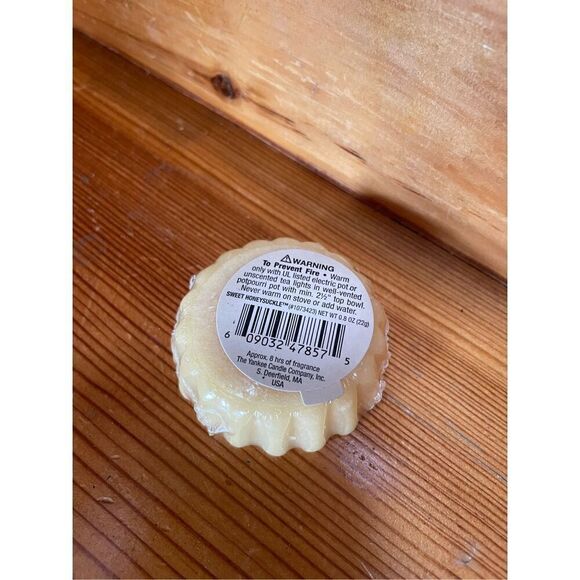 ⚠WARNING
To Prevent Fire • Warm
only with UL listed electric pot or
unscented tea lights in well-vented
potpourri pot with min. 2½" top bowl.
Never warm on stove or add water.
SWEET HONEYSUCKLE™ (#1073423) NET WT 0.8 OZ (22g)
6 09032 47857 5
Approx. 8 hrs of fragrance
The Yankee Candle Company, Inc.
S. Deerfield, MA
• USA